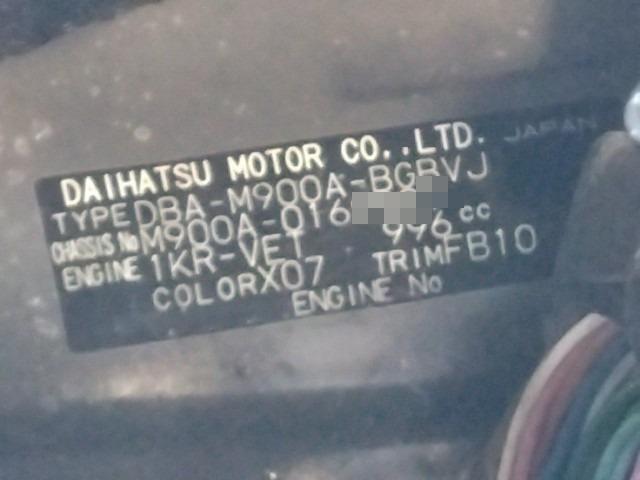 DAIHATSU MOTOR CO., LTD. JAPAN
TYPE DBA-M900A-BGBVJ
CHASSIS No M900A-016
ENGINE 1KR-VET 996 cc
COLOR X07 TRIM FB10
ENGINE No